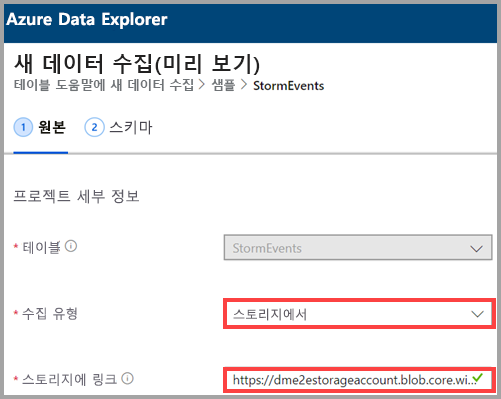 Azure Data Explorer
새 데이터 수집(미리 보기)
테이블 도움말에 새 데이터 수집 > 샘플 > StormEvents
1 원본 2 스키마
프로젝트 세부 정보
* 테이블 StormEvents
* 수집 유형 스토리지에서
* 스토리지에 링크 https://dme2estorageaccount.blob.core.wi...